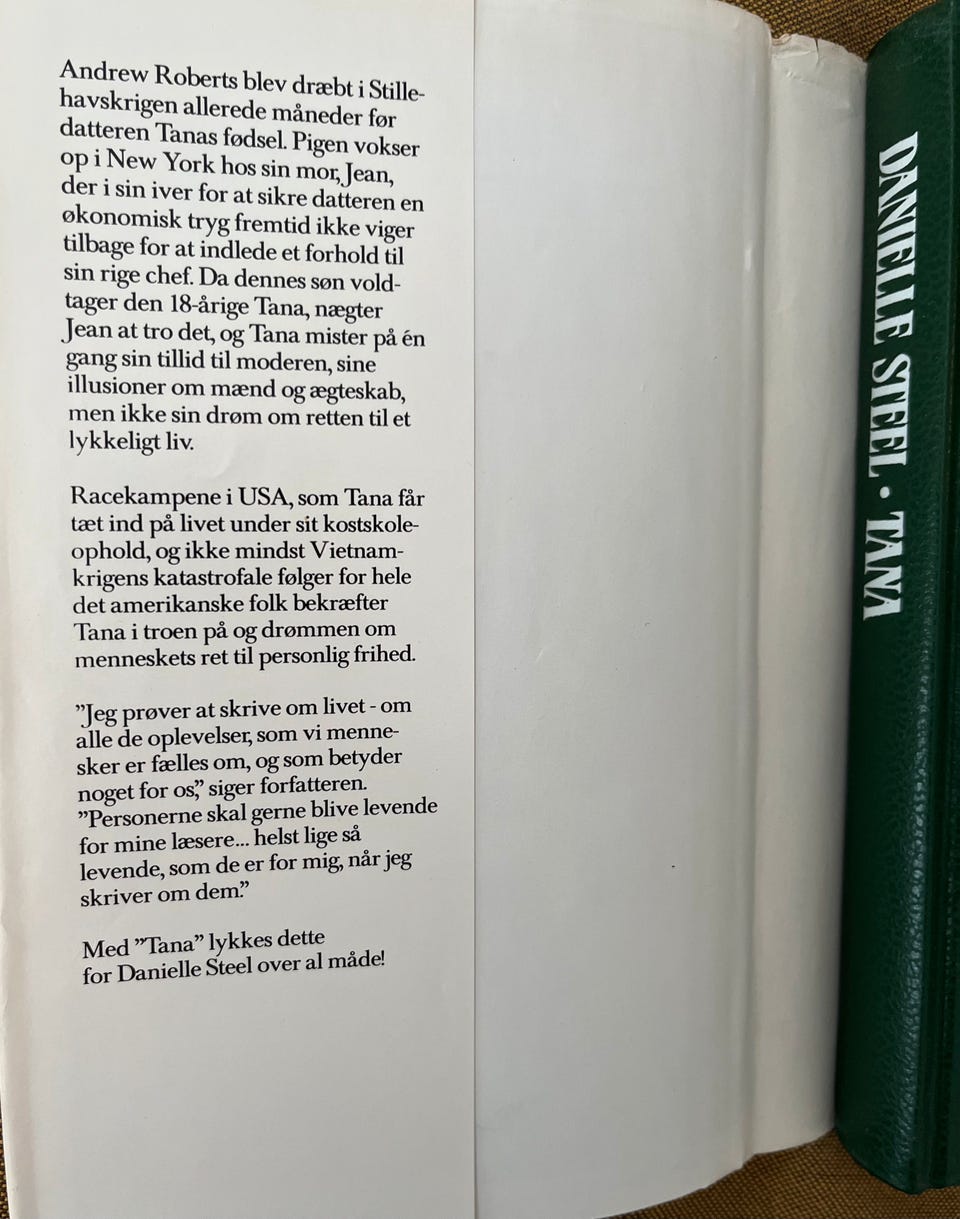 Andrew Roberts blev dræbt i Stille-
havskrigen allerede måneder før
datteren Tanas fødsel. Pigen vokser
op i New York hos sin mor, Jean,
der i sin iver for at sikre datteren en
økonomisk tryg fremtid ikke viger
tilbage for at indlede et forhold til
sin rige chef. Da dennes søn vold-
tager den 18-årige Tana, nægter
Jean at tro det, og Tana mister på én
gang sin tillid til moderen, sine
illusioner om mænd og ægteskab,
men ikke sin drøm om retten til et
lykkeligt liv.
Racekampene i USA, som Tana får
tæt ind på livet under sit kostskole-
ophold, og ikke mindst Vietnam-
krigens katastrofale følger for hele
det amerikanske folk bekræfter
Tana i troen på og drømmen om
menneskets ret til personlig frihed.
”Jeg prøver at skrive om livet - om
alle de oplevelser, som vi menne-
sker er fælles om, og som betyder
noget for os,” siger forfatteren.
”Personerne skal gerne blive levende
for mine læsere... helst lige så
levende, som de er for mig, når jeg
skriver om dem.”
Med ”Tana” lykkes dette
for Danielle Steel over al måde!
DANIELLE STEEL • TANA